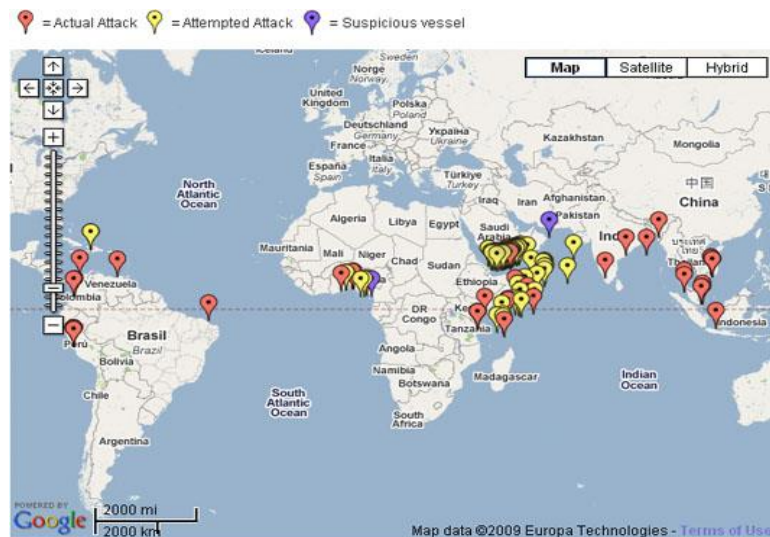 = Actual Attack = Attempted Attack = Suspicious vessel
Map Satellite Hybrid
Sweden
Norge
Norway
United
Kingdom
Polska
Poland
Deutschland
Germany
Україна
Ukraine
France
Italia
Italy
España
Spain
Türkiye
Turkey
Kazakhstan
Mongolia
中国
China
North
Atlantic
Ocean
Iraq
Iran
Afghanistan
Pakistan
Algeria
Libya
Egypt
Saudi
Arabia
Mauritania
Mali
Niger
Chad
Sudan
Ethiopia
Venezuela
DR
Congo
Tanzania
Indonesia
Brasil
Brazil
Perú
Bolivia
Angola
Namibia
Botswana
Madagascar
Indian
Ocean
Chile
South
Atlantic
Ocean
South
Africa
Argentina
POWERED BY
Google
2000 mi
2000 km
Map data ©2009 Europa Technologies - Terms of Use